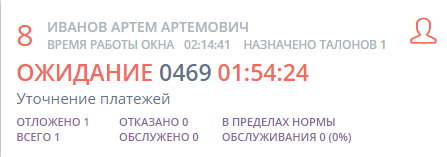 8 ИВАНОВ АРТЕМ АРТЕМОВИЧ
ВРЕМЯ РАБОТЫ ОКНА 02:14:41 НАЗНАЧЕНО ТАЛОНОВ 1
ОЖИДАНИЕ 0469 01:54:24
Уточнение платежей
ОТЛОЖЕНО 1 ОТКАЗАНО 0 В ПРЕДЕЛАХ НОРМЫ
ВСЕГО 1 ОБСЛУЖЕНО 0 ОБСЛУЖИВАНИЯ 0 (0%)